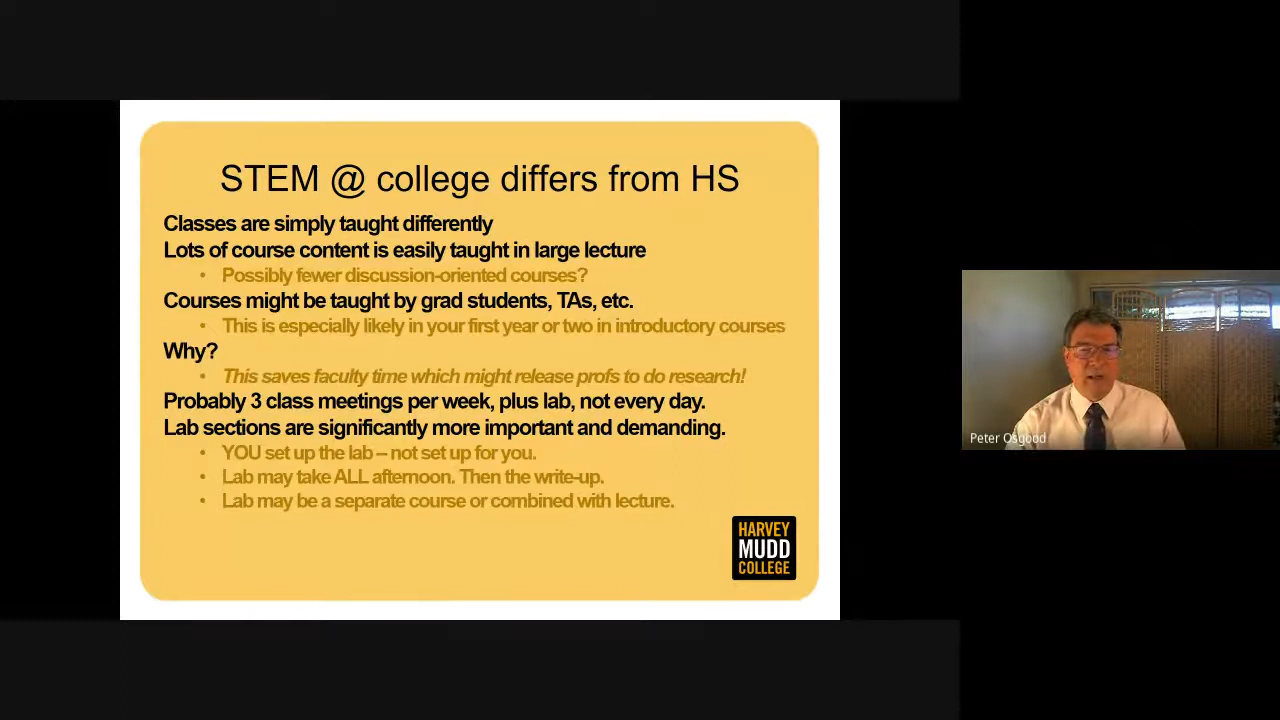 STEM @ college differs from HS
Classes are simply taught differently
Lots of course content is easily taught in large lecture
• Possibly fewer discussion-oriented courses?
Courses might be taught by grad students, TAs, etc.
• This is especially likely in your first year or two in introductory courses
Why?
• This saves faculty time which might release profs to do research!
Probably 3 class meetings per week, plus lab, not every day.
Lab sections are significantly more important and demanding.
• YOU set up the lab – not set up for you.
• Lab may take ALL afternoon. Then the write-up.
• Lab may be a separate course or combined with lecture.
HARVEY
MUDD
COLLEGE
Peter Osgood